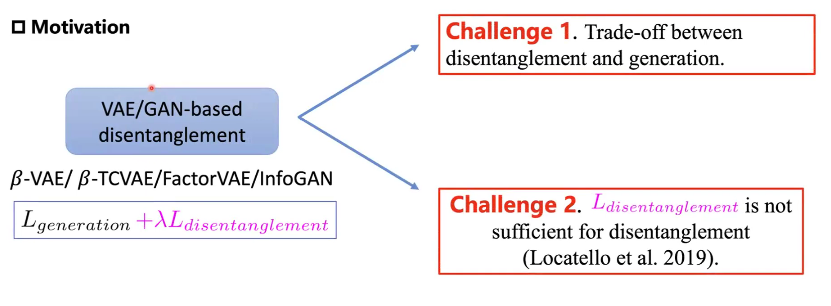 Motivation
VAE/GAN-based
disentanglement
β-VAE/ β-TCVAE/FactorVAE/InfoGAN
L_generation + λL_disentanglement
Challenge 1. Trade-off between
disentanglement and generation.
Challenge 2. L_disentanglement is not
sufficient for disentanglement
(Locatello et al. 2019).